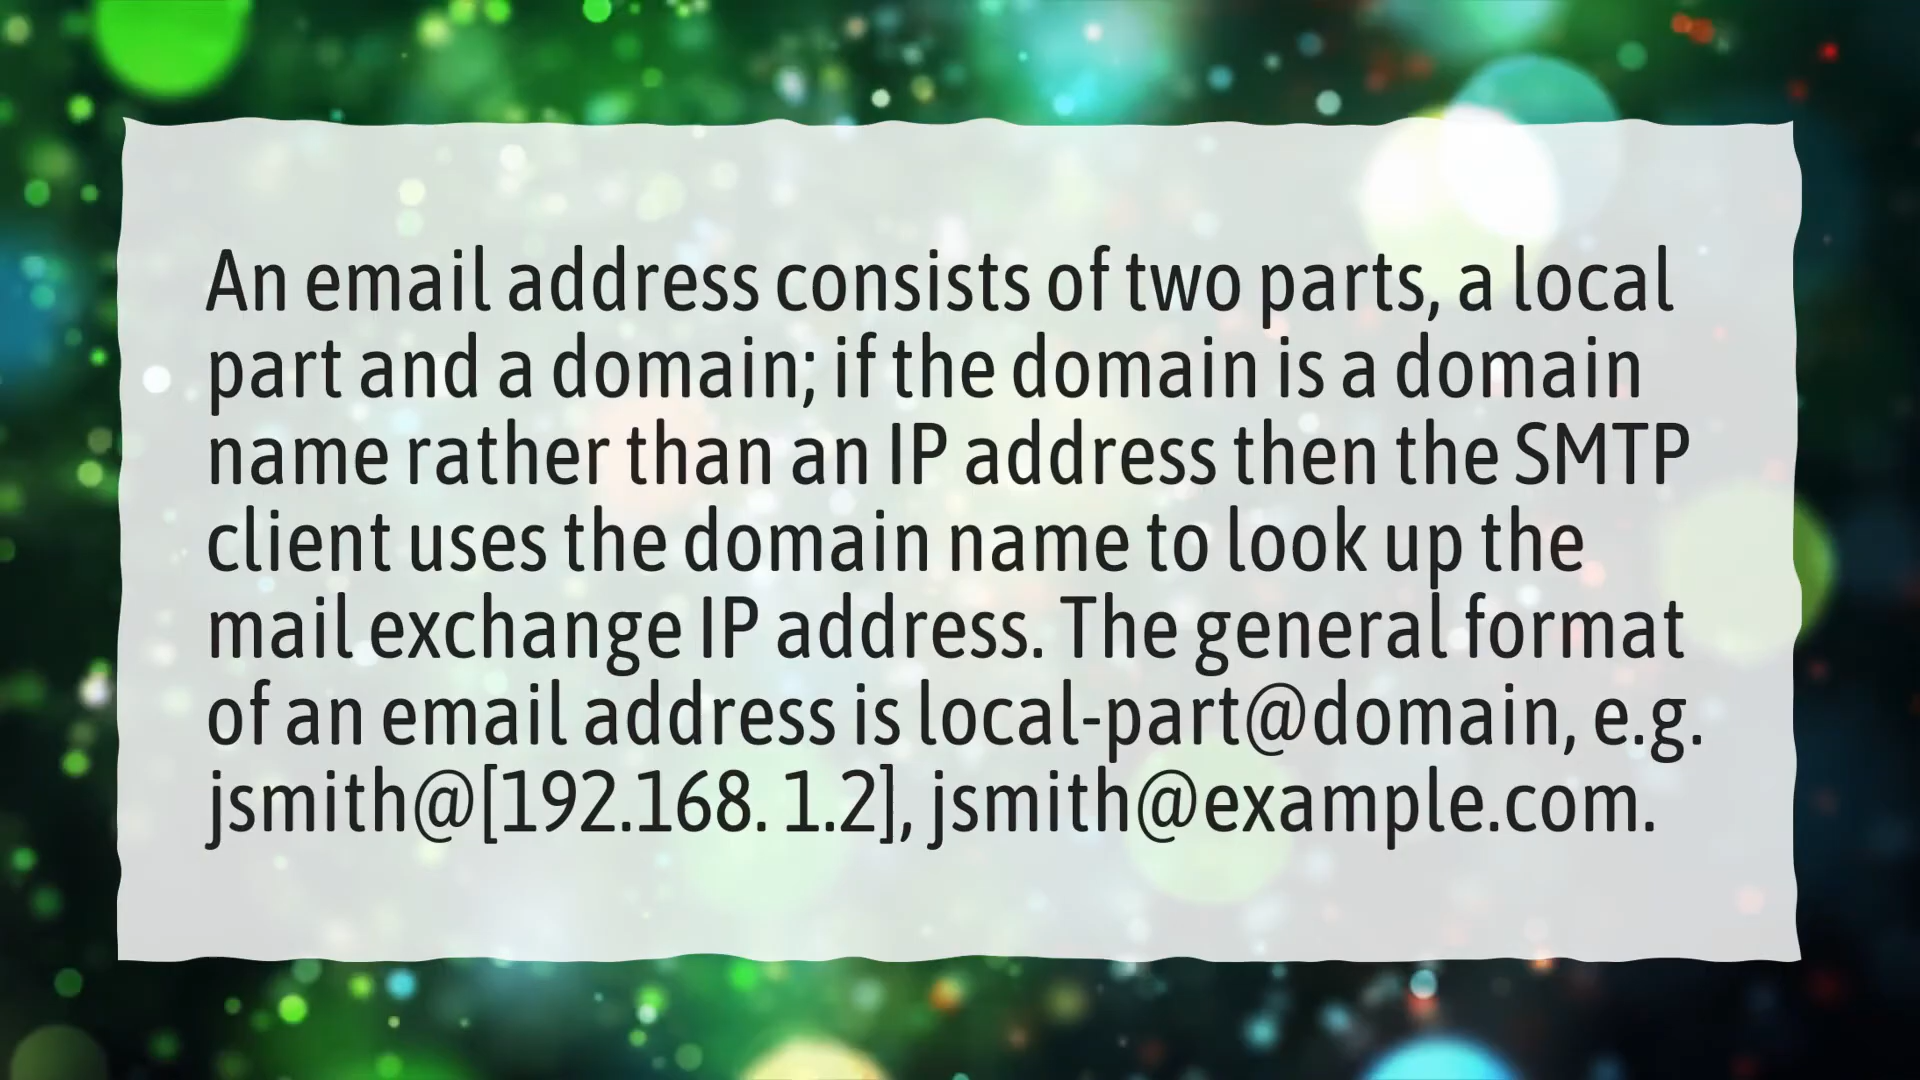 An email address consists of two parts, a local
part and a domain; if the domain is a domain
name rather than an IP address then the SMTP
client uses the domain name to look up the
mail exchange IP address. The general format
of an email address is local-part@domain, e.g.
jsmith@[192.168. 1.2], jsmith@example.com.